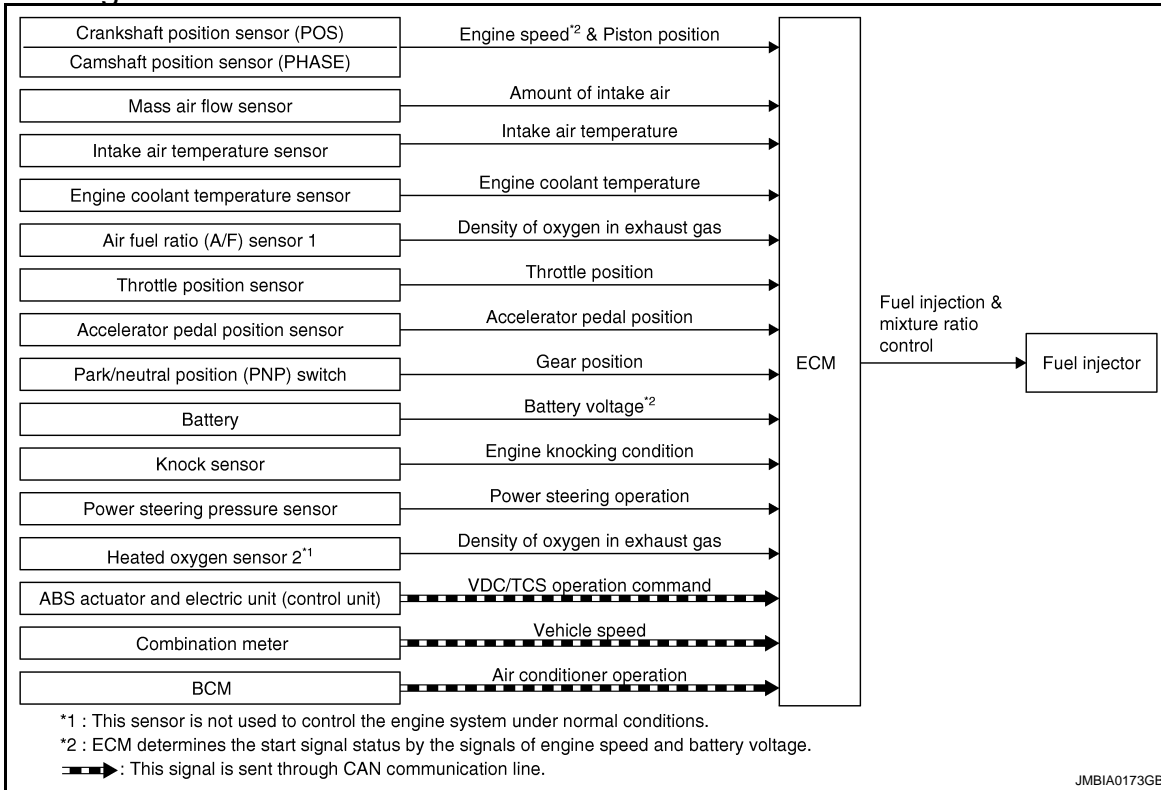 Crankshaft position sensor (POS)
Engine speed*2 & Piston position
Camshaft position sensor (PHASE)
Mass air flow sensor
Amount of intake air
Intake air temperature sensor
Intake air temperature
Engine coolant temperature sensor
Engine coolant temperature
Air fuel ratio (A/F) sensor 1
Density of oxygen in exhaust gas
Throttle position sensor
Throttle position
Accelerator pedal position sensor
Accelerator pedal position
Park/neutral position (PNP) switch
Gear position
Battery
Battery voltage*2
Knock sensor
Engine knocking condition
Power steering pressure sensor
Power steering operation
Heated oxygen sensor 2*1
Density of oxygen in exhaust gas
ABS actuator and electric unit (control unit)
VDC/TCS operation command
Combination meter
Vehicle speed
BCM
Air conditioner operation
ECM
Fuel injection &
mixture ratio
control
Fuel injector
*1 : This sensor is not used to control the engine system under normal conditions.
*2 : ECM determines the start signal status by the signals of engine speed and battery voltage.
: This signal is sent through CAN communication line.
JMBIA0173GB